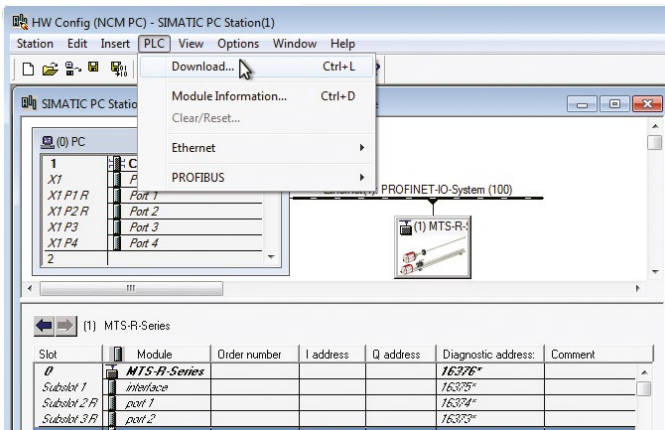 HW Config (NCM PC) - SIMATIC PC Station(1)
Station Edit Insert PLC View Options Window Help
Download... Ctrl+L
Module Information... Ctrl+D
Clear/Reset...
Ethernet
PROFIBUS
SIMATIC PC Statio
(0) PC
1 C
X1 P
X1 P1 R Port 1
X1 P2 R Port 2
X1 P3 Port 3
X1 P4 Port 4
2
PROFINET-IO-System (100)
(1) MTS-R-S
(1) MTS-R-Series
Slot Module Order number I address Q address Diagnostic address: Comment
0 MTS-R-Series 16376*
Subslot 1 interface 16375*
Subslot 2 R port 1 16374*
Subslot 3 R port 2 16373*